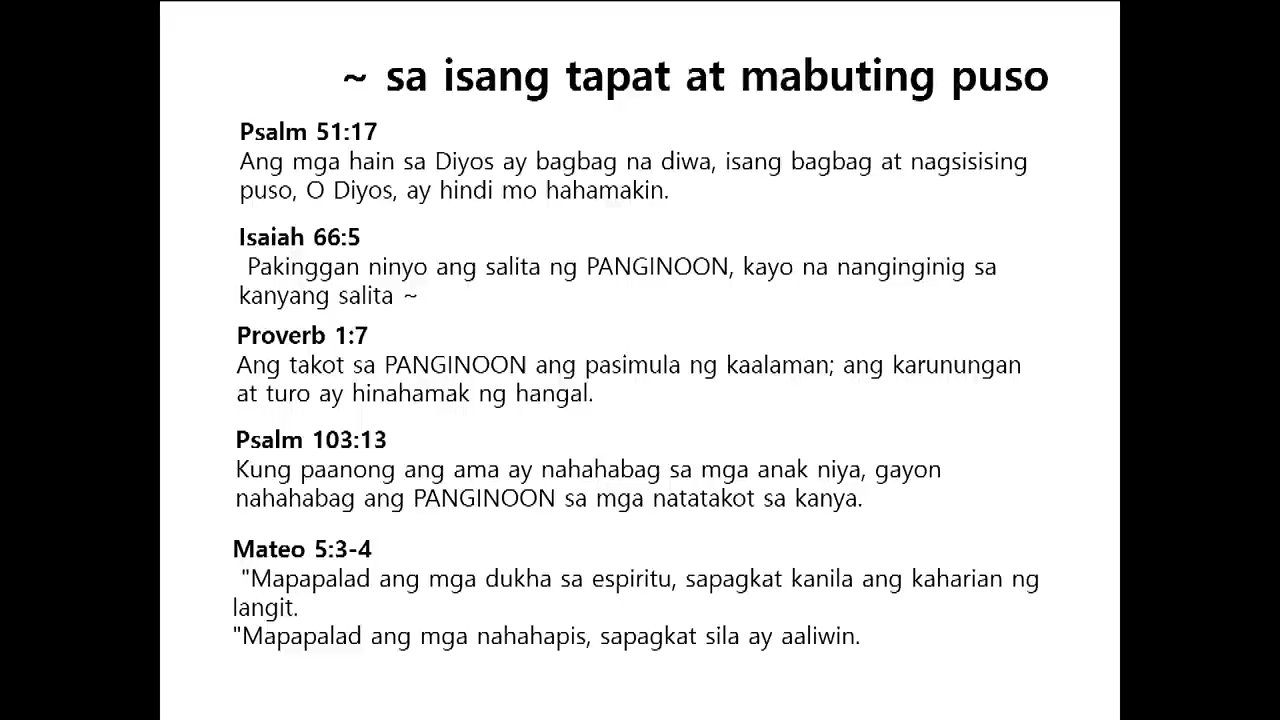 ~ sa isang tapat at mabuting puso
Psalm 51:17
Ang mga hain sa Diyos ay bagbag na diwa, isang bagbag at nagsisising
puso, O Diyos, ay hindi mo hahamakin.
Isaiah 66:5
Pakinggan ninyo ang salita ng PANGINOON, kayo na nanginginig sa
kanyang salita ~
Proverb 1:7
Ang takot sa PANGINOON ang pasimula ng kaalaman; ang karunungan
at turo ay hinahamak ng hangal.
Psalm 103:13
Kung paanong ang ama ay nahahabag sa mga anak niya, gayon
nahahabag ang PANGINOON sa mga natatakot sa kanya.
Mateo 5:3-4
"Mapapalad ang mga dukha sa espiritu, sapagkat kanila ang kaharian ng
langit.
"Mapapalad ang mga nahahapis, sapagkat sila ay aaliwin.